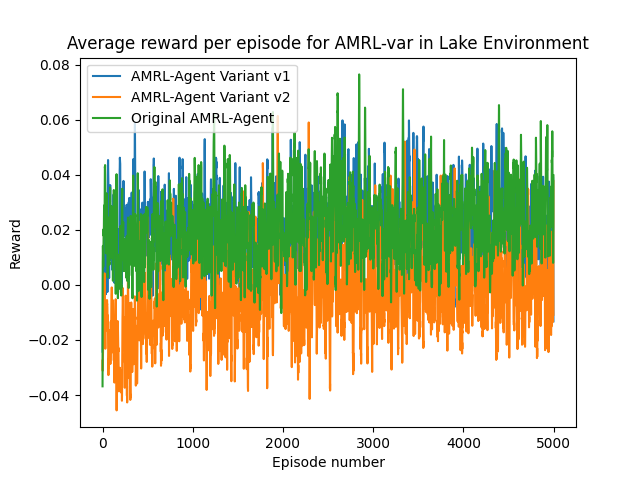 Average reward per episode for AMRL-var in Lake Environment
AMRL-Agent Variant v1
AMRL-Agent Variant v2
Original AMRL-Agent
Reward
0.08
0.06
0.04
0.02
0.00
−0.02
−0.04
0 1000 2000 3000 4000 5000
Episode number